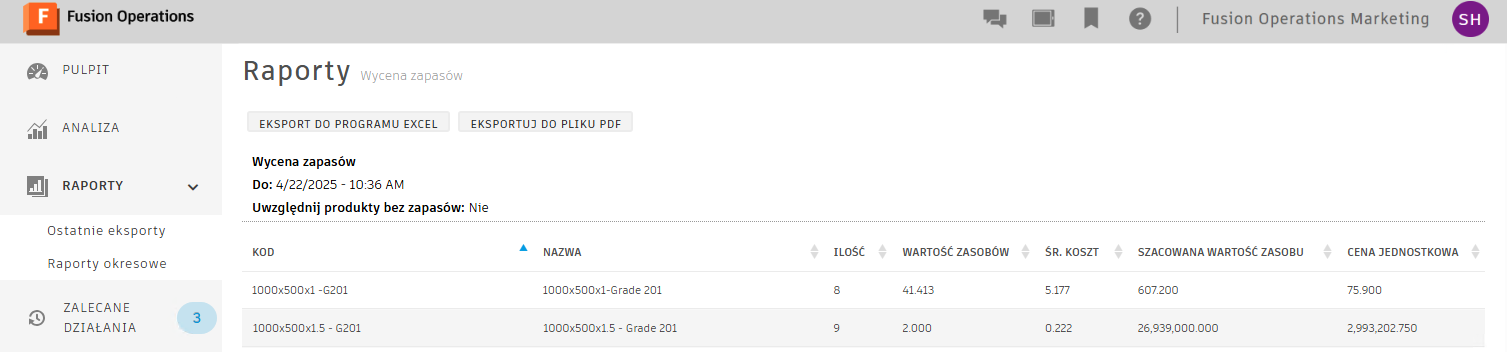 F Fusion Operations
Fusion Operations Marketing SH
PULPIT
ANALIZA
RAPORTY
Ostatnie eksporty
Raporty okresowe
ZALECANE
DZIAŁANIA
3
Raporty Wycena zapasów
EKSPORT DO PROGRAMU EXCEL EKSPORTUJ DO PLIKU PDF
Wycena zapasów
Do: 4/22/2025 - 10:36 AM
Uwzględnij produkty bez zapasów: Nie
KOD NAZWA ILOŚĆ WARTOŚĆ ZASOBÓW ŚR. KOSZT SZACOWANA WARTOŚĆ ZASOBU CENA JEDNOSTKOWA
1000x500x1 -G201 1000x500x1-Grade 201 8 41.413 5.177 607.200 75.900
1000x500x1.5 - G201 1000x500x1.5 - Grade 201 9 2.000 0.222 26,939,000.000 2,993,202.750